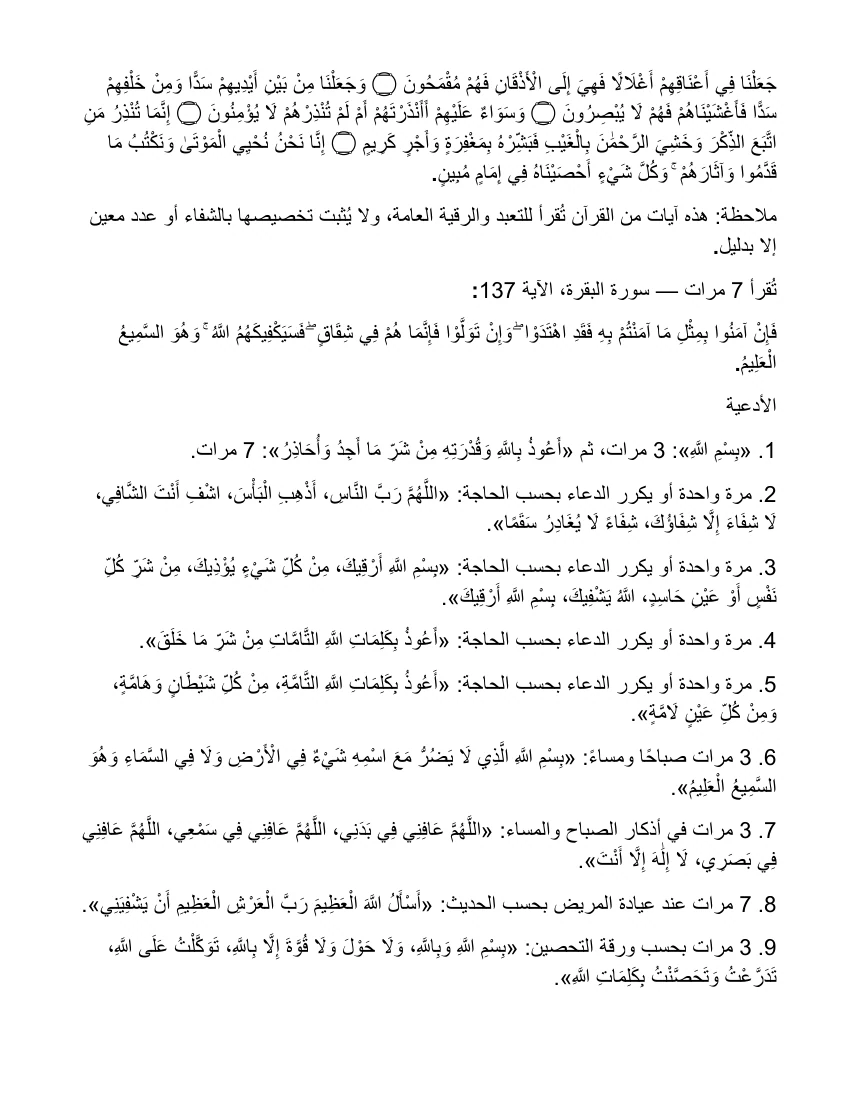 جَعَلْنَا فِي أَعْنَاقِهِمْ أَغْلَالًا فَهِيَ إِلَى الْأَذْقَانِ فَهُمْ مُقْمَحُونَ ۝ وَجَعَلْنَا مِنْ بَيْنِ أَيْدِيهِمْ سَدًّا وَمِنْ خَلْفِهِمْ
سَدًّا فَأَغْشَيْنَاهُمْ فَهُمْ لَا يُبْصِرُونَ ۝ وَسَوَاءٌ عَلَيْهِمْ أَأَنْذَرْتَهُمْ أَمْ لَمْ تُنْذِرْهُمْ لَا يُؤْمِنُونَ ۝ إِنَّمَا تُنْذِرُ مَنِ
اتَّبَعَ الذِّكْرَ وَخَشِيَ الرَّحْمَٰنَ بِالْغَيْبِ فَبَشِّرْهُ بِمَغْفِرَةٍ وَأَجْرٍ كَرِيمٍ ۝ إِنَّا نَحْنُ نُحْيِي الْمَوْتَىٰ وَنَكْتُبُ مَا
قَدَّمُوا وَآثَارَهُمْ ۚ وَكُلَّ شَيْءٍ أَحْصَيْنَاهُ فِي إِمَامٍ مُبِينٍ.
ملاحظة: هذه آيات من القرآن تُقرأ للتعبد والرقية العامة، ولا يُثبت تخصيصها بالشفاء أو عدد معين
إلا بدليل.
تُقرأ 7 مرات — سورة البقرة، الآية 137:
فَإِنْ آمَنُوا بِمِثْلِ مَا آمَنْتُمْ بِهِ فَقَدِ اهْتَدَوْا ۖ وَإِنْ تَوَلَّوْا فَإِنَّمَا هُمْ فِي شِقَاقٍ ۖ فَسَيَكْفِيكَهُمُ اللَّهُ ۚ وَهُوَ السَّمِيعُ
الْعَلِيمُ.
الأدعية
1. «بِسْمِ اللَّهِ»: 3 مرات، ثم «أَعُوذُ بِاللَّهِ وَقُدْرَتِهِ مِنْ شَرِّ مَا أَجِدُ وَأُحَاذِرُ»: 7 مرات.
2. مرة واحدة أو يكرر الدعاء بحسب الحاجة: «اللَّهُمَّ رَبَّ النَّاسِ، أَذْهِبِ الْبَأْسَ، اشْفِ أَنْتَ الشَّافِي،
لَا شِفَاءَ إِلَّا شِفَاؤُكَ، شِفَاءً لَا يُغَادِرُ سَقَمًا».
3. مرة واحدة أو يكرر الدعاء بحسب الحاجة: «بِسْمِ اللَّهِ أَرْقِيكَ، مِنْ كُلِّ شَيْءٍ يُؤْذِيكَ، مِنْ شَرِّ كُلِّ
نَفْسٍ أَوْ عَيْنِ حَاسِدٍ، اللَّهُ يَشْفِيكَ، بِسْمِ اللَّهِ أَرْقِيكَ».
4. مرة واحدة أو يكرر الدعاء بحسب الحاجة: «أَعُوذُ بِكَلِمَاتِ اللَّهِ التَّامَّاتِ مِنْ شَرِّ مَا خَلَقَ».
5. مرة واحدة أو يكرر الدعاء بحسب الحاجة: «أَعُوذُ بِكَلِمَاتِ اللَّهِ التَّامَّةِ، مِنْ كُلِّ شَيْطَانٍ وَهَامَّةٍ،
وَمِنْ كُلِّ عَيْنٍ لَامَّةٍ».
6. 3 مرات صباحًا ومساءً: «بِسْمِ اللَّهِ الَّذِي لَا يَضُرُّ مَعَ اسْمِهِ شَيْءٌ فِي الْأَرْضِ وَلَا فِي السَّمَاءِ وَهُوَ
السَّمِيعُ الْعَلِيمُ».
7. 3 مرات في أذكار الصباح والمساء: «اللَّهُمَّ عَافِنِي فِي بَدَنِي، اللَّهُمَّ عَافِنِي فِي سَمْعِي، اللَّهُمَّ عَافِنِي
فِي بَصَرِي، لَا إِلَٰهَ إِلَّا أَنْتَ».
8. 7 مرات عند عيادة المريض بحسب الحديث: «أَسْأَلُ اللَّهَ الْعَظِيمَ رَبَّ الْعَرْشِ الْعَظِيمِ أَنْ يَشْفِيَنِي».
9. 3 مرات بحسب ورقة التحصين: «بِسْمِ اللَّهِ وَبِاللَّهِ، وَلَا حَوْلَ وَلَا قُوَّةَ إِلَّا بِاللَّهِ، تَوَكَّلْتُ عَلَى اللَّهِ،
تَدَرَّعْتُ وَتَحَصَّنْتُ بِكَلِمَاتِ اللَّهِ».